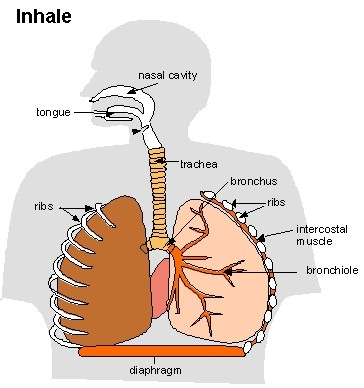 Inhale
nasal cavity
tongue
trachea
bronchus
ribs
ribs
intercostal
muscle
bronchiole
diaphragm